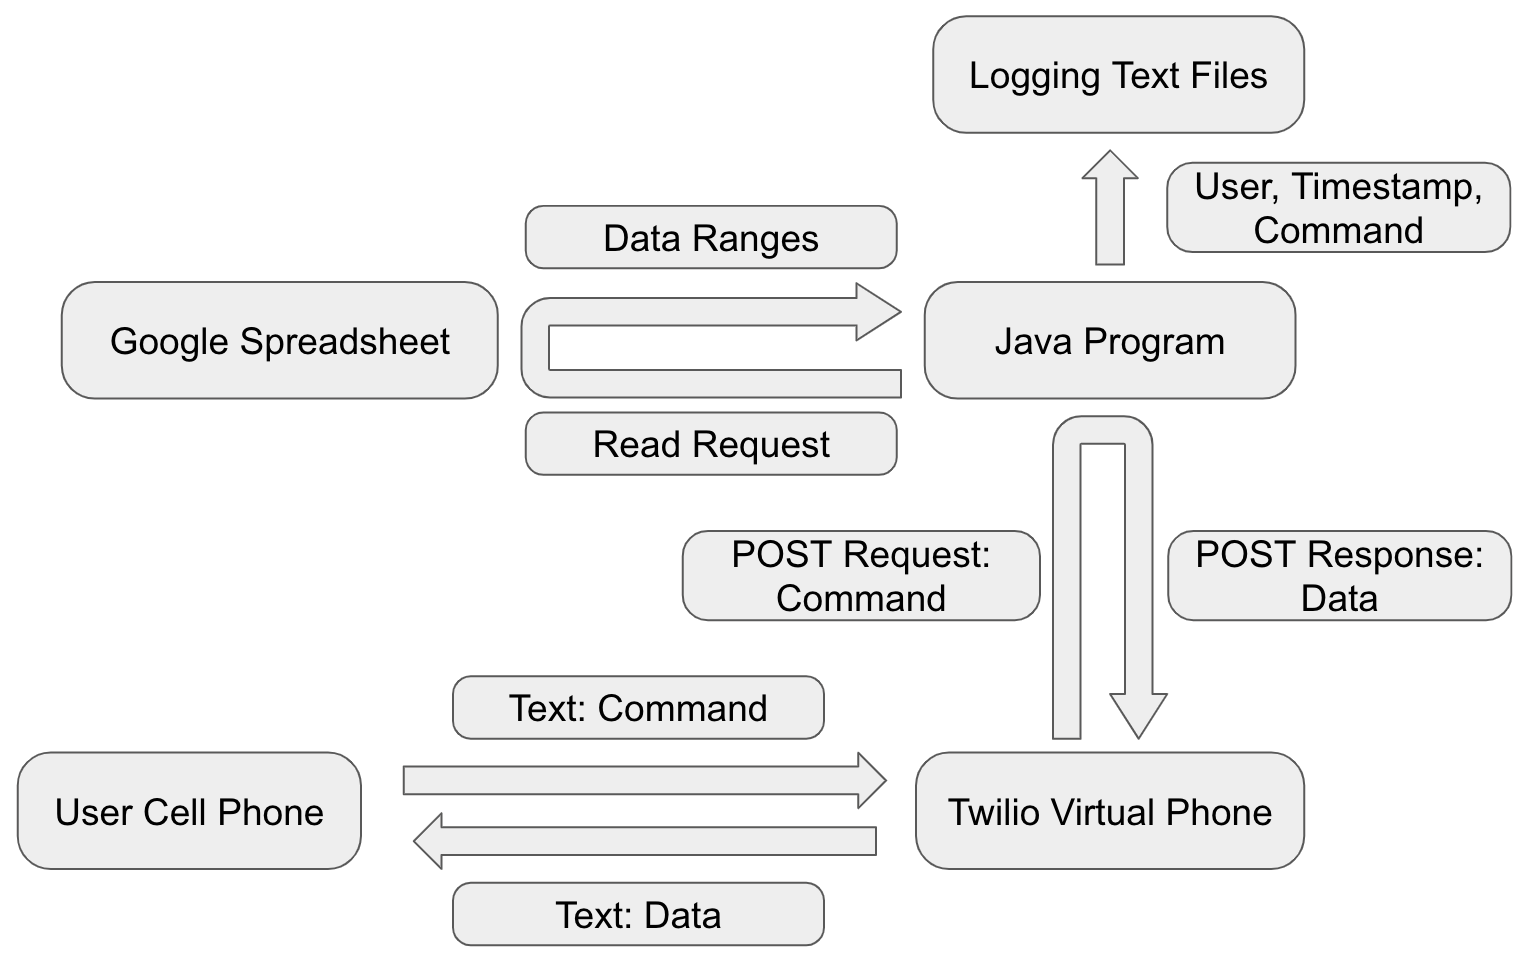 Logging Text Files
User, Timestamp,
Command
Data Ranges
Google Spreadsheet
Java Program
Read Request
POST Request:
Command
POST Response:
Data
Text: Command
User Cell Phone
Twilio Virtual Phone
Text: Data